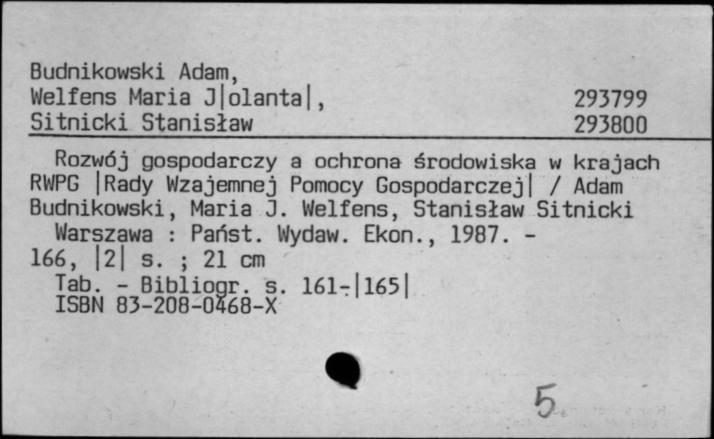 Budnikowski Adam,
Welfens Maria J|olanta|, 293799
Sitnicki Stanisław 293800
Rozwój gospodarczy a ochrona środowiska w krajach
RWPG |Rady Wzajemnej Pomocy Gospodarczej| / Adam
Budnikowski, Maria J. Welfens, Stanisław Sitnicki
Warszawa : Państ. Wydaw. Ekon., 1987. -
166, |2| s. ; 21 cm
Tab. - Bibliogr. s. 161-|165|
ISBN 83-208-0468-X
5